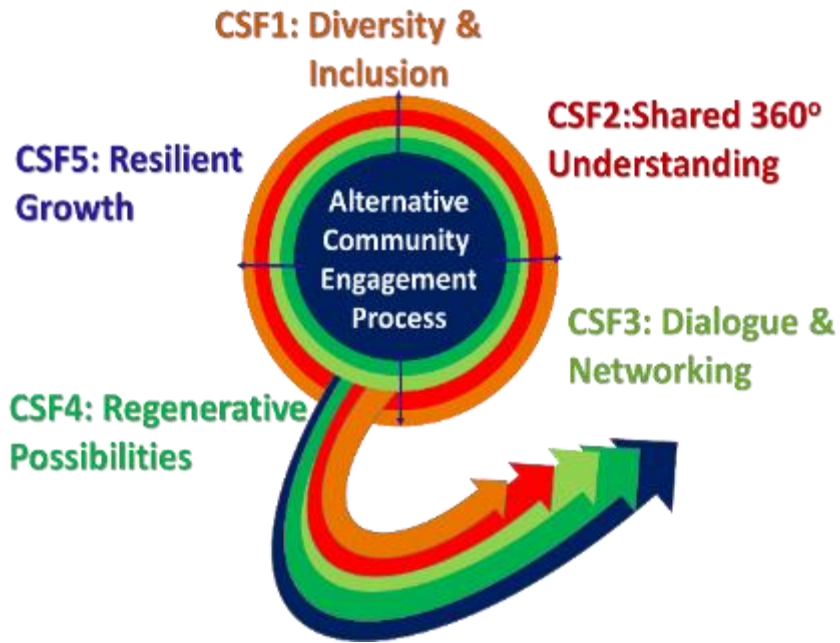 CSF1: Diversity &
Inclusion
CSF2:Shared 360º
Understanding
CSF5: Resilient
Growth
Alternative
Community
Engagement
Process
CSF3: Dialogue &
Networking
CSF4: Regenerative
Possibilities